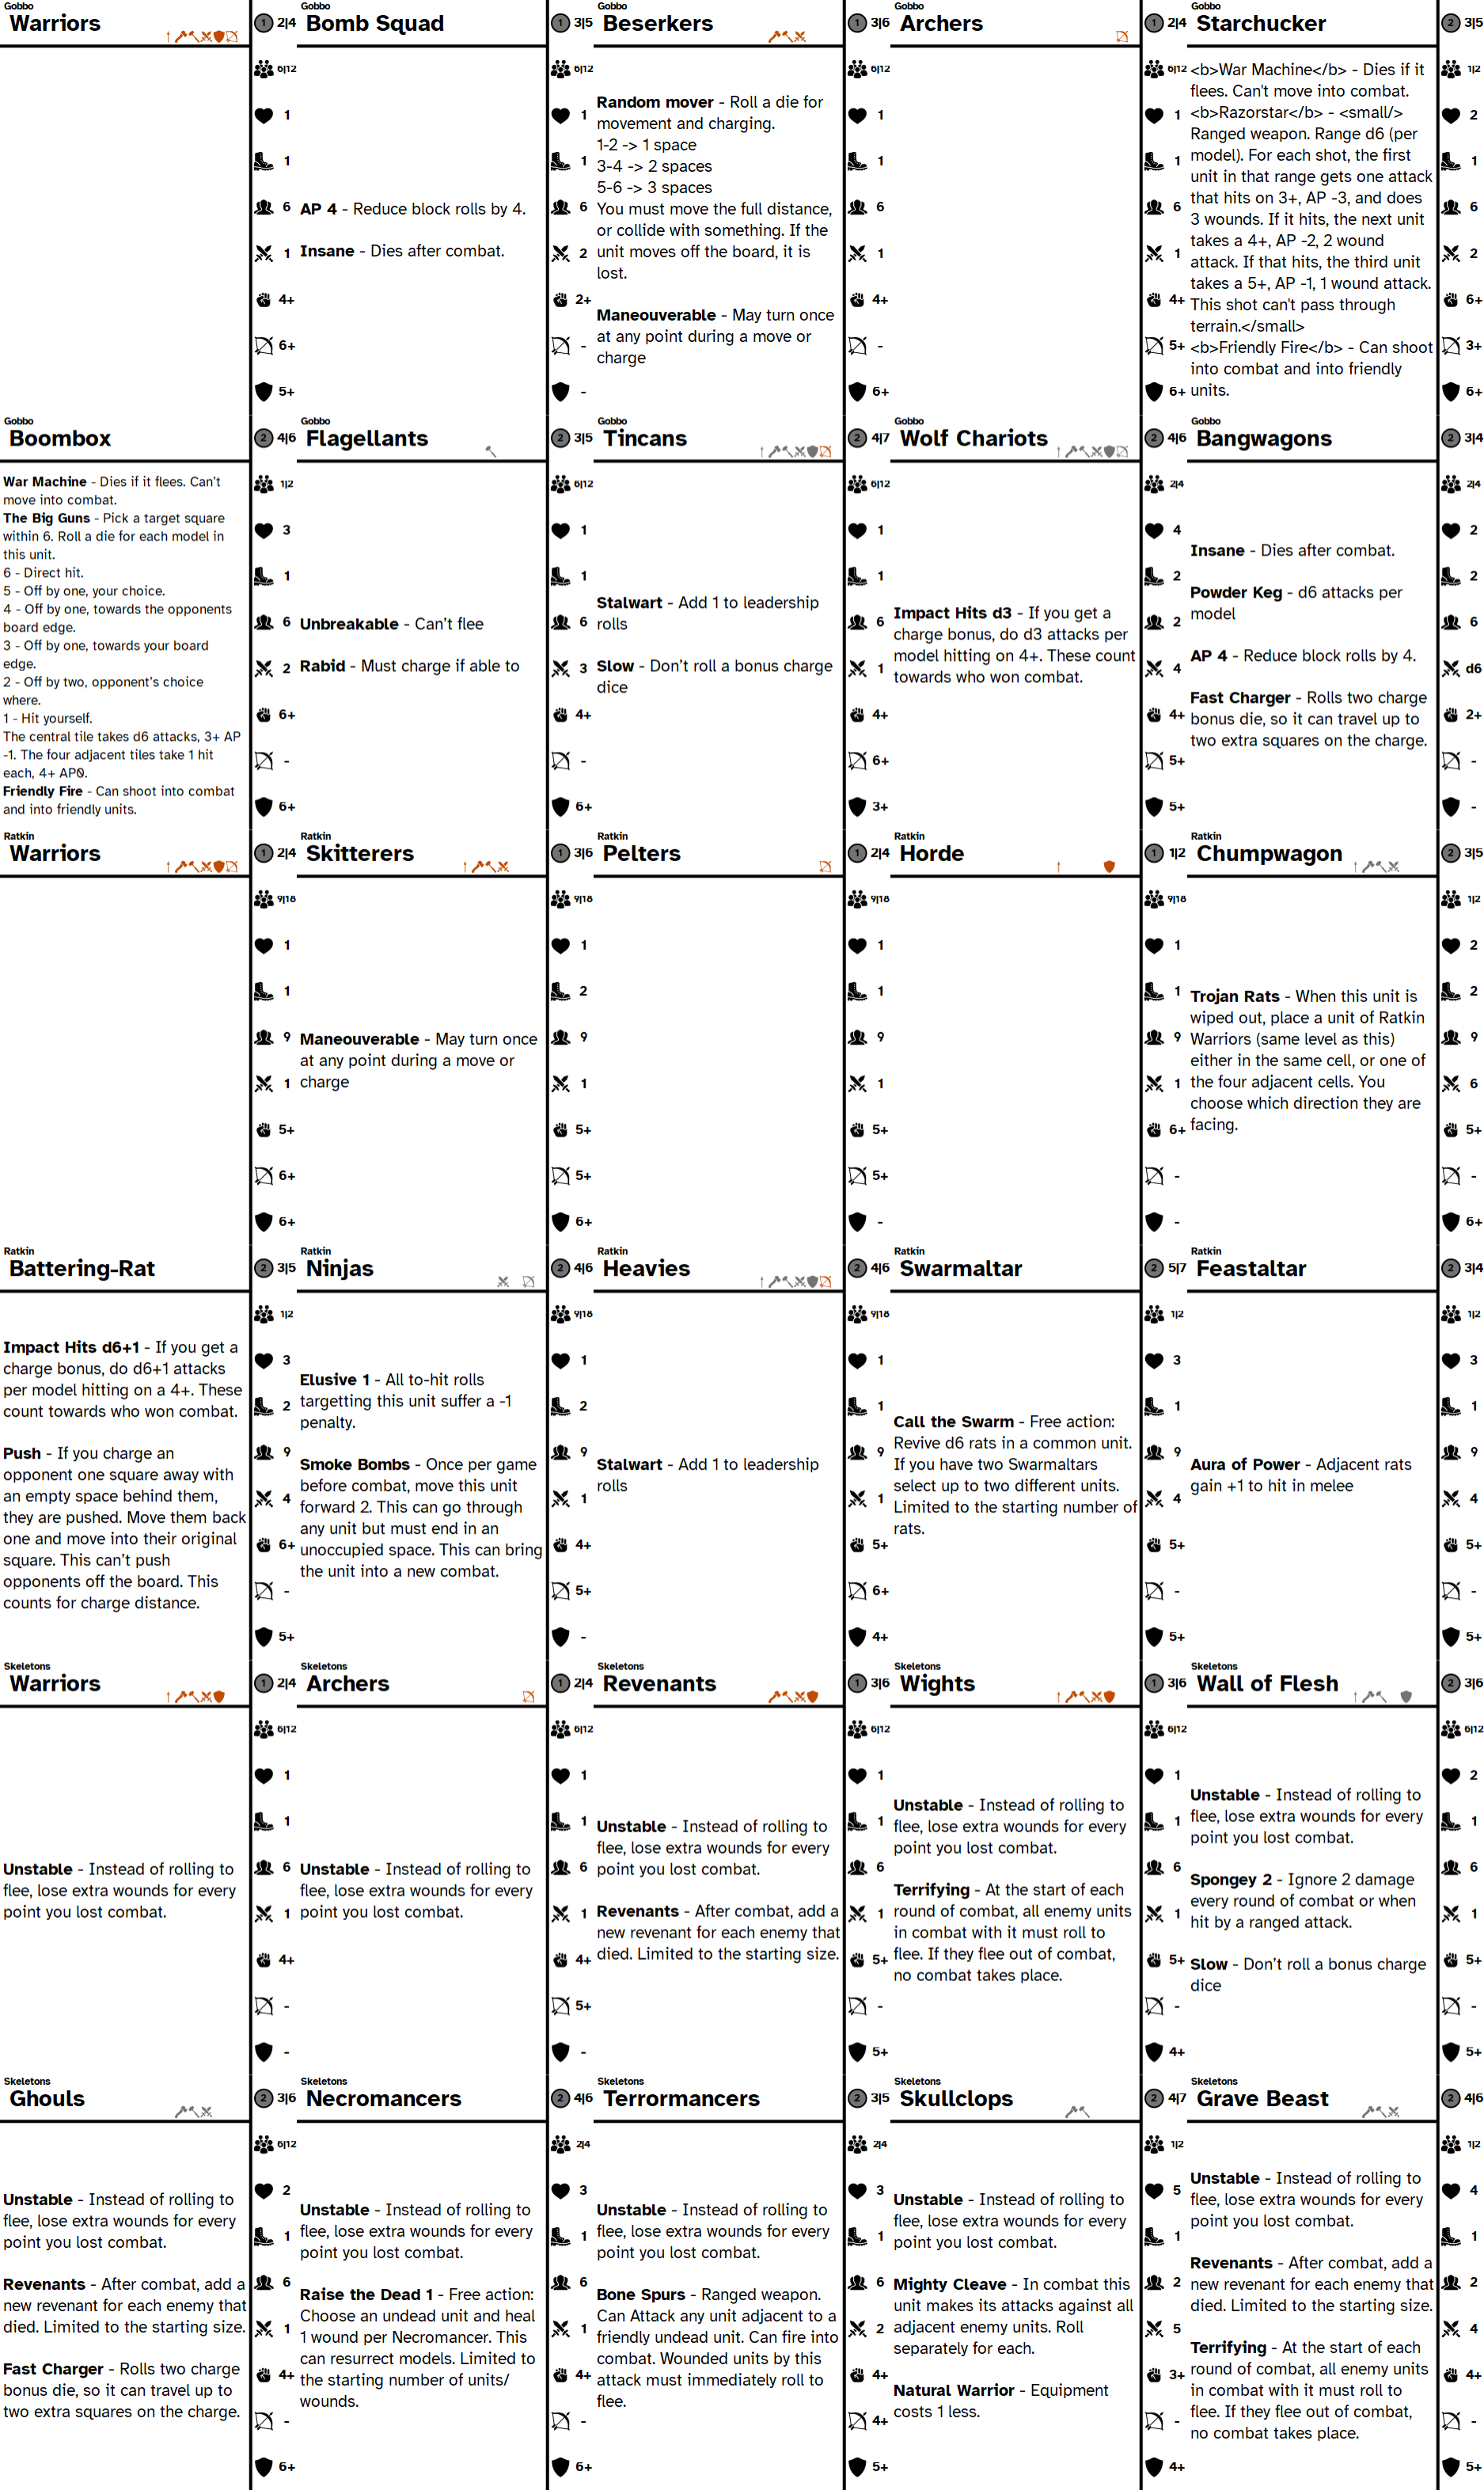 Gobbo
Warriors
1 2|4
6|12
1
1
6
1
4+
6+
5+
Gobbo
Bomb Squad
1 3|5
AP 4 - Reduce block rolls by 4.
Insane - Dies after combat.
6|12
1
1
6
2
2+
-
-
Gobbo
Beserkers
1 3|6
Random mover - Roll a die for
movement and charging.
1-2 -> 1 space
3-4 -> 2 spaces
5-6 -> 3 spaces
You must move the full distance,
or collide with something. If the
unit moves off the board, it is
lost.
Maneouverable - May turn once
at any point during a move or
charge
6|12
1
1
6
1
4+
-
6+
Gobbo
Archers
1 2|4
6|12
1
1
6
1
4+
5+
6+
Gobbo
Starchucker
2 3|5
<b>War Machine</b> - Dies if it
flees. Can't move into combat.
<b>Razorstar</b> - <small/>
Ranged weapon. Range d6 (per
model). For each shot, the first
unit in that range gets one attack
that hits on 3+, AP -3, and does
3 wounds. If it hits, the next unit
takes a 4+, AP -2, 2 wound
attack. If that hits, the third unit
takes a 5+, AP -1, 1 wound attack.
This shot can't pass through
terrain.</small>
<b>Friendly Fire</b> - Can shoot
into combat and into friendly
units.
1|2
2
1
6
2
6+
3+
6+
Gobbo
Boombox
2 4|6
War Machine - Dies if it flees. Can't
move into combat.
The Big Guns - Pick a target square
within 6. Roll a die for each model in
this unit.
6 - Direct hit.
5 - Off by one, your choice.
4 - Off by one, towards the opponents
board edge.
3 - Off by one, towards your board
edge.
2 - Off by two, opponent's choice
where.
1 - Hit yourself.
The central tile takes d6 attacks, 3+ AP
-1. The four adjacent tiles take 1 hit
each, 4+ AP0.
Friendly Fire - Can shoot into combat
and into friendly units.
1|2
3
1
6
2
6+
-
6+
Gobbo
Flagellants
2 3|5
Unbreakable - Can't flee
Rabid - Must charge if able to
6|12
1
1
6
3
4+
-
6+
Gobbo
Tincans
2 4|7
Stalwart - Add 1 to leadership
rolls
Slow - Don't roll a bonus charge
dice
6|12
1
1
6
1
4+
6+
3+
Gobbo
Wolf Chariots
2 4|6
Impact Hits d3 - If you get a
charge bonus, do d3 attacks per
model hitting on 4+. These count
towards who won combat.
2|4
4
2
2
4
4+
5+
5+
Gobbo
Bangwagons
2 3|4
Insane - Dies after combat.
Powder Keg - d6 attacks per
model
AP 4 - Reduce block rolls by 4.
Fast Charger - Rolls two charge
bonus die, so it can travel up to
two extra squares on the charge.
2|4
2
2
6
d6
2+
-
-
Ratkin
Warriors
1 2|4
9|18
1
1
9
1
5+
6+
6+
Ratkin
Skitterers
1 3|6
Maneouverable - May turn once
at any point during a move or
charge
9|18
1
2
9
1
5+
5+
6+
Ratkin
Pelters
1 2|4
9|18
1
1
9
1
5+
5+
-
Ratkin
Horde
1 1|2
9|18
1
1
9
1
6+
-
-
Ratkin
Chumpwagon
2 3|5
Trojan Rats - When this unit is
wiped out, place a unit of Ratkin
Warriors (same level as this)
either in the same cell, or one of
the four adjacent cells. You
choose which direction they are
facing.
1|2
2
2
9
6
5+
-
6+
Ratkin
Battering-Rat
2 3|5
Impact Hits d6+1 - If you get a
charge bonus, do d6+1 attacks
per model hitting on a 4+. These
count towards who won combat.
Push - If you charge an
opponent one square away with
an empty space behind them,
they are pushed. Move them back
one and move into their original
square. This can't push
opponents off the board. This
counts for charge distance.
1|2
3
2
9
4
6+
-
5+
Ratkin
Ninjas
2 4|6
Elusive 1 - All to-hit rolls
targetting this unit suffer a -1
penalty.
Smoke Bombs - Once per game
before combat, move this unit
forward 2. This can go through
any unit but must end in an
unoccupied space. This can bring
the unit into a new combat.
9|18
1
2
9
1
4+
5+
-
Ratkin
Heavies
2 4|6
Stalwart - Add 1 to leadership
rolls
9|18
1
1
9
1
5+
6+
4+
Ratkin
Swarmaltar
2 5|7
Call the Swarm - Free action:
Revive d6 rats in a common unit.
If you have two Swarmaltars
select up to two different units.
Limited to the starting number of
rats.
1|2
3
1
9
4
5+
-
5+
Ratkin
Feastaltar
2 3|4
Aura of Power - Adjacent rats
gain +1 to hit in melee
1|2
3
1
9
4
5+
-
5+
Skeletons
Warriors
1 2|4
Unstable - Instead of rolling to
flee, lose extra wounds for every
point you lost combat.
6|12
1
1
6
1
4+
-
-
Skeletons
Archers
1 2|4
Unstable - Instead of rolling to
flee, lose extra wounds for every
point you lost combat.
6|12
1
1
6
1
4+
5+
-
Skeletons
Revenants
1 3|6
Unstable - Instead of rolling to
flee, lose extra wounds for every
point you lost combat.
Revenants - After combat, add a
new revenant for each enemy that
died. Limited to the starting size.
6|12
1
1
6
1
5+
-
5+
Skeletons
Wights
1 3|6
Unstable - Instead of rolling to
flee, lose extra wounds for every
point you lost combat.
Terrifying - At the start of each
round of combat, all enemy units
in combat with it must roll to
flee. If they flee out of combat,
no combat takes place.
6|12
1
1
6
1
5+
-
4+
Skeletons
Wall of Flesh
2 3|6
Unstable - Instead of rolling to
flee, lose extra wounds for every
point you lost combat.
Spongey 2 - Ignore 2 damage
every round of combat or when
hit by a ranged attack.
Slow - Don't roll a bonus charge
dice
6|12
2
1
6
1
5+
-
5+
Skeletons
Ghouls
2 3|6
Unstable - Instead of rolling to
flee, lose extra wounds for every
point you lost combat.
Revenants - After combat, add a
new revenant for each enemy that
died. Limited to the starting size.
Fast Charger - Rolls two charge
bonus die, so it can travel up to
two extra squares on the charge.
6|12
2
1
6
1
4+
-
6+
Skeletons
Necromancers
2 4|6
Unstable - Instead of rolling to
flee, lose extra wounds for every
point you lost combat.
Raise the Dead 1 - Free action:
Choose an undead unit and heal
1 wound per Necromancer. This
can resurrect models. Limited to
the starting number of units/
wounds.
2|4
3
1
6
1
4+
-
6+
Skeletons
Terrormancers
2 3|5
Unstable - Instead of rolling to
flee, lose extra wounds for every
point you lost combat.
Bone Spurs - Ranged weapon.
Can Attack any unit adjacent to a
friendly undead unit. Can fire into
combat. Wounded units by this
attack must immediately roll to
flee.
2|4
3
1
6
2
4+
4+
5+
Skeletons
Skullclops
2 4|7
Unstable - Instead of rolling to
flee, lose extra wounds for every
point you lost combat.
Mighty Cleave - In combat this
unit makes its attacks against all
adjacent enemy units. Roll
separately for each.
Natural Warrior - Equipment
costs 1 less.
1|2
5
1
2
5
3+
-
4+
Skeletons
Grave Beast
2 4|6
Unstable - Instead of rolling to
flee, lose extra wounds for every
point you lost combat.
Revenants - After combat, add a
new revenant for each enemy that
died. Limited to the starting size.
Terrifying - At the start of each
round of combat, all enemy units
in combat with it must roll to
flee. If they flee out of combat,
no combat takes place.
1|2
4
1
2
4
4+
-
5+